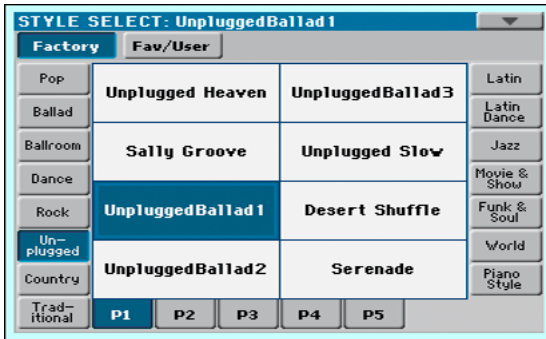 STYLE SELECT: UnpluggedBallad1
Factory
Fav/User
Pop
Ballad
Ballroom
Dance
Rock
Un-
plugged
Country
Trad-
itional
Unplugged Heaven
UnpluggedBallad3
Sally Groove
Unplugged Slow
UnpluggedBallad1
Desert Shuffle
UnpluggedBallad2
Serenade
Latin
Latin
Dance
Jazz
Movie &
Show
Funk &
Soul
World
Piano
Style
P1
P2
P3
P4
P5